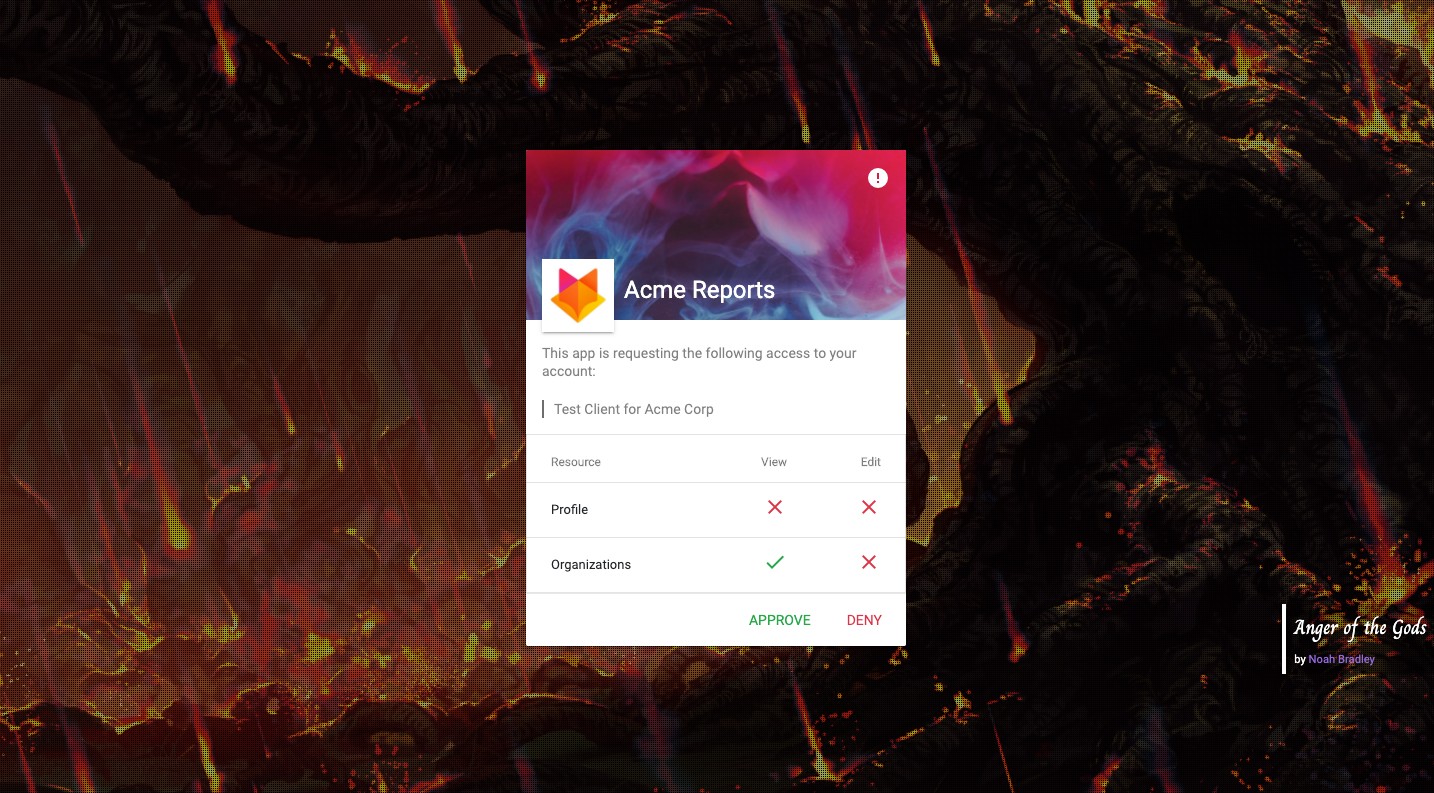 Acme Reports
This app is requesting the following access to your
account:
Test Client for Acme Corp
Resource View Edit
Profile
Organizations
APPROVE DENY
Anger of the Gods
by Noah Bradley